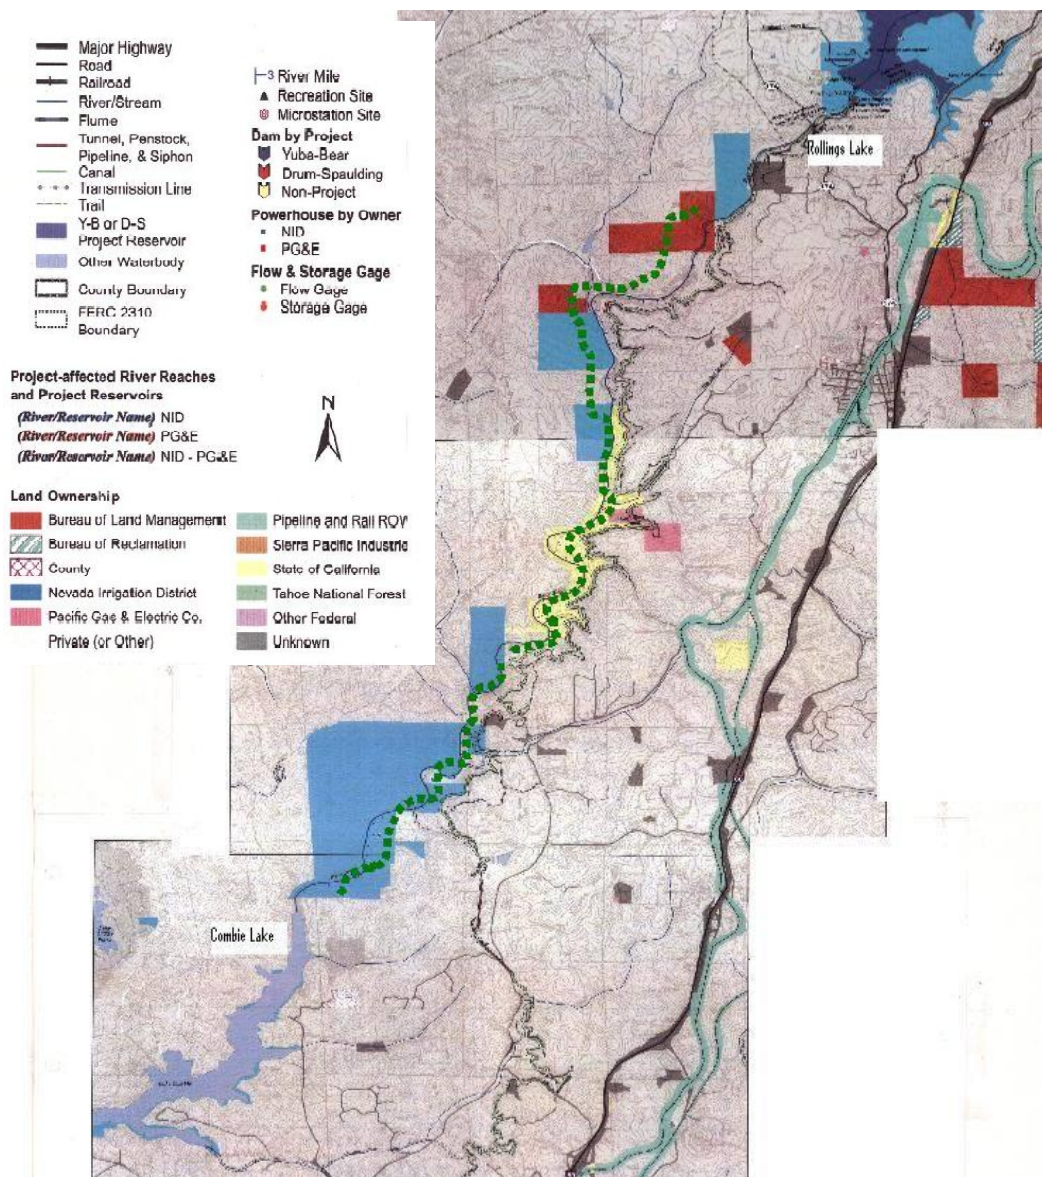 Major Highway
Road
Railroad
River/Stream
Flume
Tunnel, Penstock,
Pipeline, & Siphon
Canal
Transmission Line
Trail
Y-B or D-S
Project Reservoir
Other Waterbody
County Boundary
FERC 2310
Boundary
3 River Mile
Recreation Site
Microstation Site
Dam by Project
Yuba-Bear
Drum-Spaulding
Non-Project
Powerhouse by Owner
NID
PG&E
Flow & Storage Gage
Flow Gage
Storage Gage
Project-affected River Reaches
and Project Reservoirs
(River/Reservoir Name) NID
(River/Reservoir Name) PG&E
(River/Reservoir Name) NID - PG&E
N
Land Ownership
Bureau of Land Management
Bureau of Reclamation
County
Nevada Irrigation District
Pacific Gas & Electric Co.
Private (or Other)
Pipeline and Rail ROW
Sierra Pacific Industrie
State of California
Tahoe National Forest
Other Federal
Unknown
Rollings Lake
Combie Lake